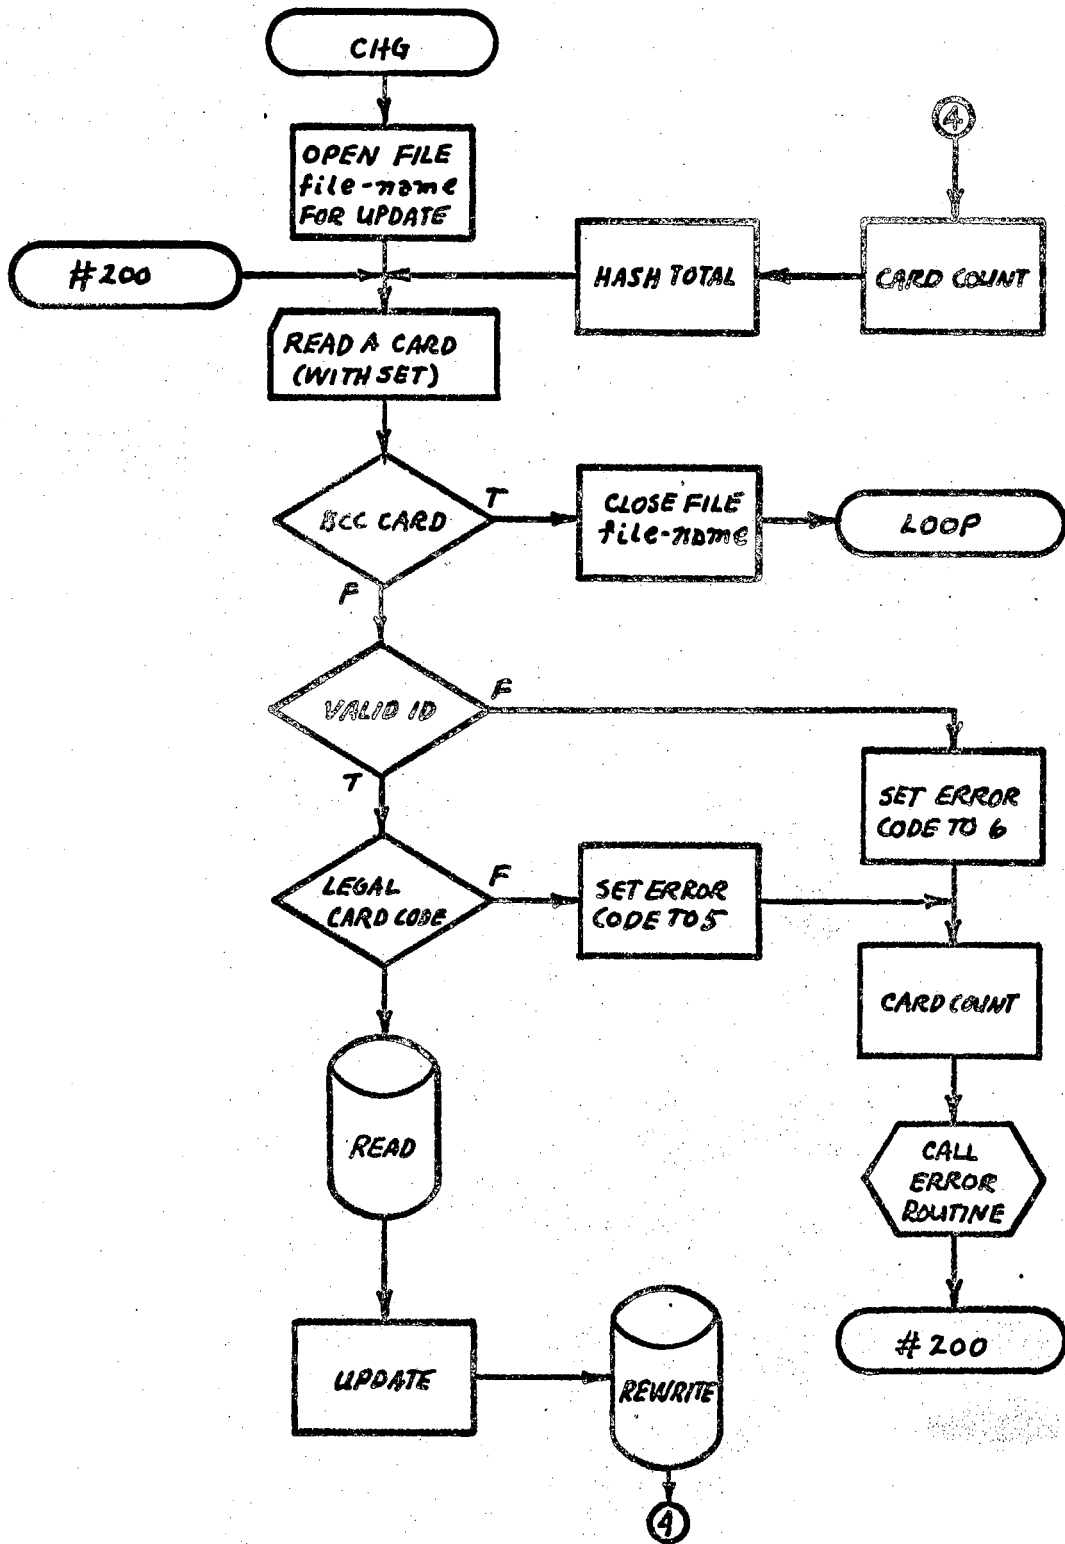 CHG
4
OPEN FILE
file-name
FOR UPDATE
#200
HASH TOTAL
CARD COUNT
READ A CARD
(WITH SET)
BCC CARD
T
CLOSE FILE
file-name
LOOP
F
VALID ID
F
T
SET ERROR
CODE TO 6
LEGAL
CARD CODE
F
SET ERROR
CODE TO 5
CARD COUNT
READ
CALL
ERROR
ROUTINE
UPDATE
REWRITE
#200
4